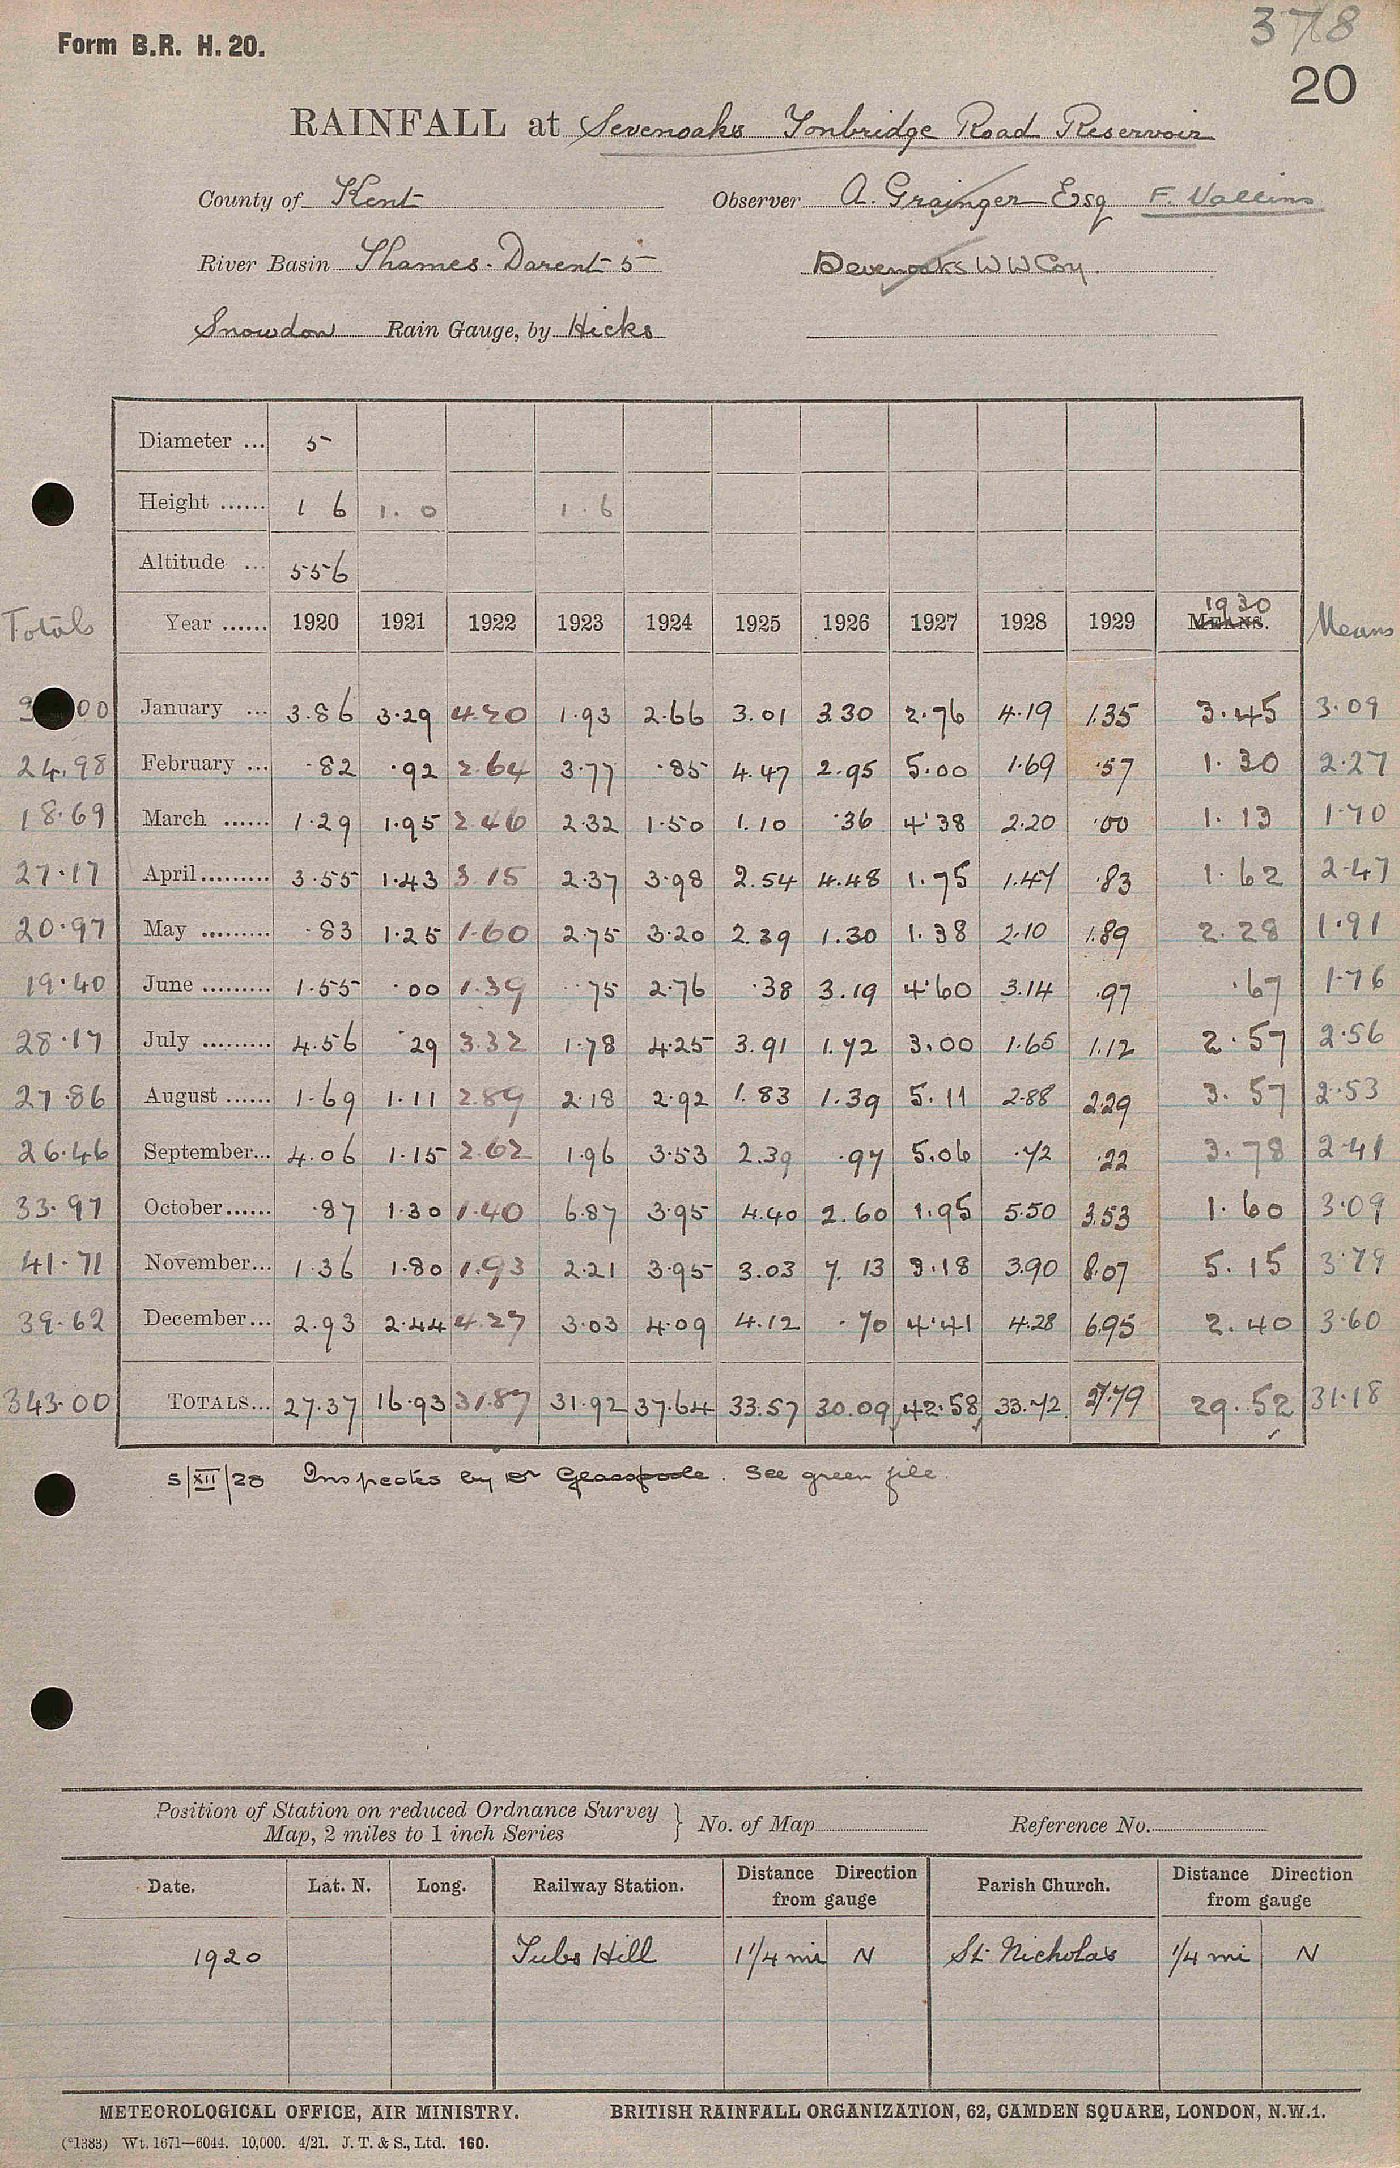 378
Form B.R. H. 20.
20
RAINFALL at Sevenoaks Tonbridge Road Reservoir
County of Kent Observer A. Grainger Esq F. Vallins
River Basin Thames - Darent 5 Sevenoaks W W Coy.
Snowdon Rain Gauge, by Hicks
Diameter ... 5
Height ...... 1 6 1. 0 1. 6
Altitude ... 556
1930
Totals Year ...... 1920 1921 1922 1923 1924 1925 1926 1927 1928 1929 MEANS. Means
00 January ... 3.86 3.29 4.20 1.93 2.66 3.01 3.30 2.76 4.19 1.35 3.45 3.09
24.98 February ... .82 .92 2.64 3.77 .85 4.47 2.95 5.00 1.69 .57 1.30 2.27
18.69 March ...... 1.29 1.95 2.46 2.32 1.50 1.10 .36 4.38 2.20 .00 1.13 1.70
27.17 April......... 3.55 1.43 3.15 2.37 3.98 2.54 4.48 1.75 1.47 .83 1.62 2.47
20.97 May ......... .83 1.25 1.60 2.75 3.20 2.39 1.30 1.38 2.10 1.89 2.28 1.91
19.40 June ......... 1.55 .00 1.39 .75 2.76 .38 3.19 4.60 3.14 .97 .67 1.76
28.17 July ......... 4.56 .29 3.32 1.78 4.25 3.91 1.72 3.00 1.65 1.12 2.57 2.56
27.86 August ...... 1.69 1.11 2.89 2.18 2.92 1.83 1.39 5.11 2.88 2.29 3.57 2.53
26.46 September... 4.06 1.15 2.62 1.96 3.53 2.39 .97 5.06 .72 .22 3.78 2.41
33.97 October...... .87 1.30 1.40 6.87 3.95 4.40 2.60 1.95 5.50 3.53 1.60 3.09
41.71 November... 1.36 1.80 1.93 2.21 3.95 3.03 7.13 3.18 3.90 8.07 5.15 3.79
39.62 December... 2.93 2.44 4.27 3.03 4.09 4.12 .70 4.41 4.28 6.95 2.40 3.60
343.00 TOTALS... 27.37 16.93 31.87 31.92 37.64 33.57 30.09 42.58 33.72 27.79 29.52 31.18
5/XII/28 Inspected by Dr Glasspoole. See green file.
Position of Station on reduced Ordnance Survey
Map, 2 miles to 1 inch Series } No. of Map Reference No.
Date. Lat. N. Long. Railway Station. Distance Direction from gauge Parish Church. Distance Direction from gauge
1920 Tubs Hill 1 1/4 mi N St Nicholas 1/4 mi N
METEOROLOGICAL OFFICE, AIR MINISTRY. BRITISH RAINFALL ORGANIZATION, 62, CAMDEN SQUARE, LONDON, N.W.1.
(*1383) Wt. 1671—6044. 10,000. 4/21. J. T. & S., Ltd. 160.